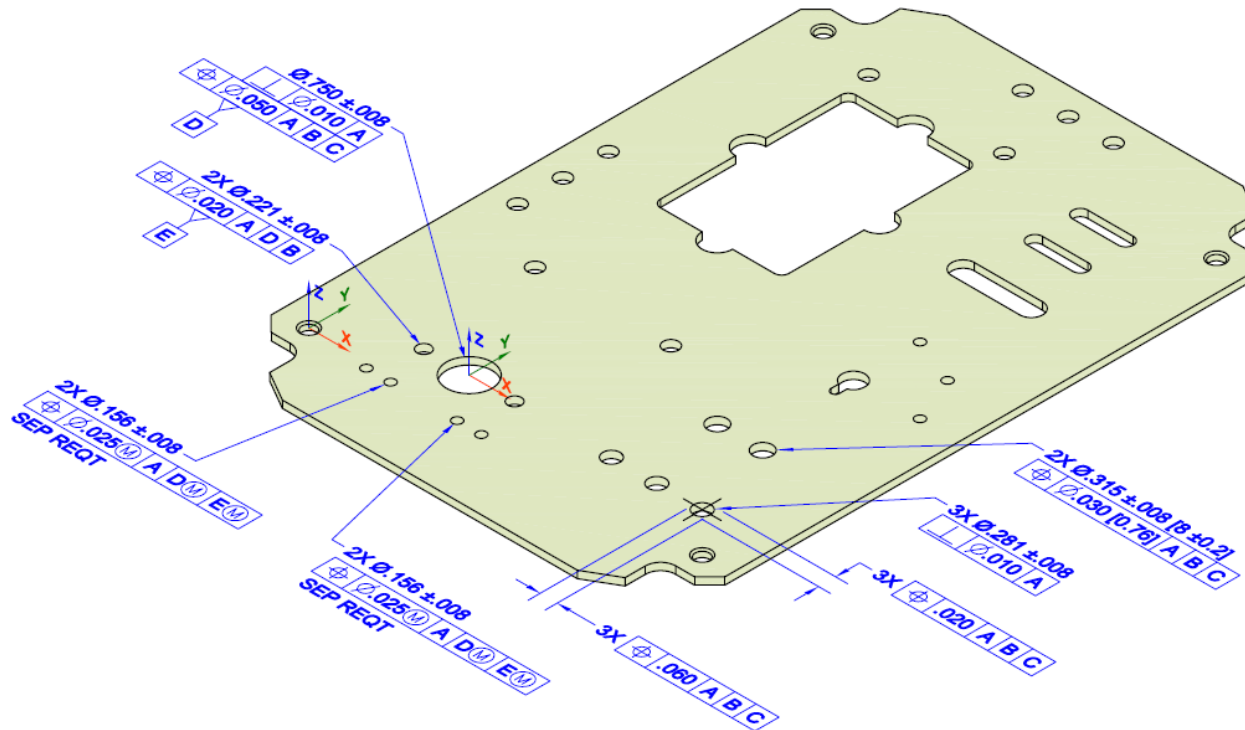 Ø.750 ±.008
⟂ Ø.010 A
⌖ Ø.050 A B C
D
2X Ø.221 ±.008
⌖ Ø.020 A D B
E
Z
Y
X
Z
Y
X
2X Ø.156 ±.008
⌖ Ø.025Ⓜ A DⓂ EⓂ
SEP REQT
2X Ø.156 ±.008
⌖ Ø.025Ⓜ A DⓂ EⓂ
SEP REQT
2X Ø.315 ±.008 [8 ±0.2]
⌖ Ø.030 [0.76] A B C
3X Ø.281 ±.008
⟂ Ø.010 A
3X ⌖ .020 A B C
3X ⌖ .060 A B C